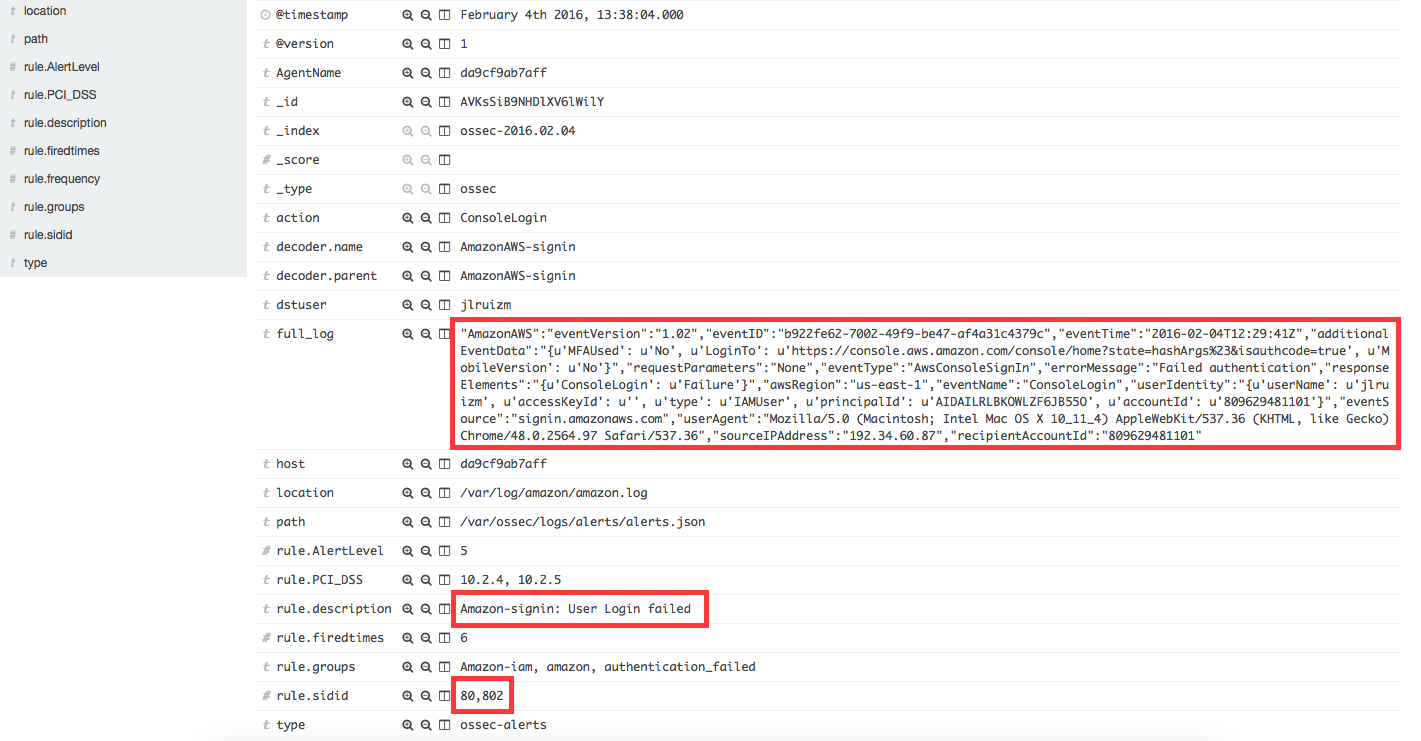 location
path
rule.AlertLevel
rule.PCI_DSS
rule.description
rule.firedtimes
rule.frequency
rule.groups
rule.sidid
type
@timestamp February 4th 2016, 13:38:04.000
@version 1
AgentName da9cf9ab7aff
_id AVKsSiB9NHDlXV6lWilY
_index ossec-2016.02.04
_score
_type ossec
action ConsoleLogin
decoder.name AmazonAWS-signin
decoder.parent AmazonAWS-signin
dstuser jlruizm
full_log "AmazonAWS":"eventVersion":"1.02","eventID":"b922fe62-7002-49f9-be47-af4a31c4379c","eventTime":"2016-02-04T12:29:41Z","additional
EventData":"{u'MFAUsed': u'No', u'LoginTo': u'https://console.aws.amazon.com/console/home?state=hashArgs%23&isauthcode=true', u'M
obileVersion': u'No'}","requestParameters":"None","eventType":"AwsConsoleSignIn","errorMessage":"Failed authentication","response
Elements":"{u'ConsoleLogin': u'Failure'}","awsRegion":"us-east-1","eventName":"ConsoleLogin","userIdentity":"{u'userName': u'jlru
izm', u'accessKeyId': u'', u'type': u'IAMUser', u'principalId': u'AIDAILRLBKOWLZF6JB55O', u'accountId': u'809629481101'}","eventS
ource":"signin.amazonaws.com","userAgent":"Mozilla/5.0 (Macintosh; Intel Mac OS X 10_11_4) AppleWebKit/537.36 (KHTML, like Gecko)
Chrome/48.0.2564.97 Safari/537.36","sourceIPAddress":"192.34.60.87","recipientAccountId":"809629481101"
host da9cf9ab7aff
location /var/log/amazon/amazon.log
path /var/ossec/logs/alerts/alerts.json
rule.AlertLevel 5
rule.PCI_DSS 10.2.4, 10.2.5
rule.description Amazon-signin: User Login failed
rule.firedtimes 6
rule.groups Amazon-iam, amazon, authentication_failed
rule.sidid 80,802
type ossec-alerts